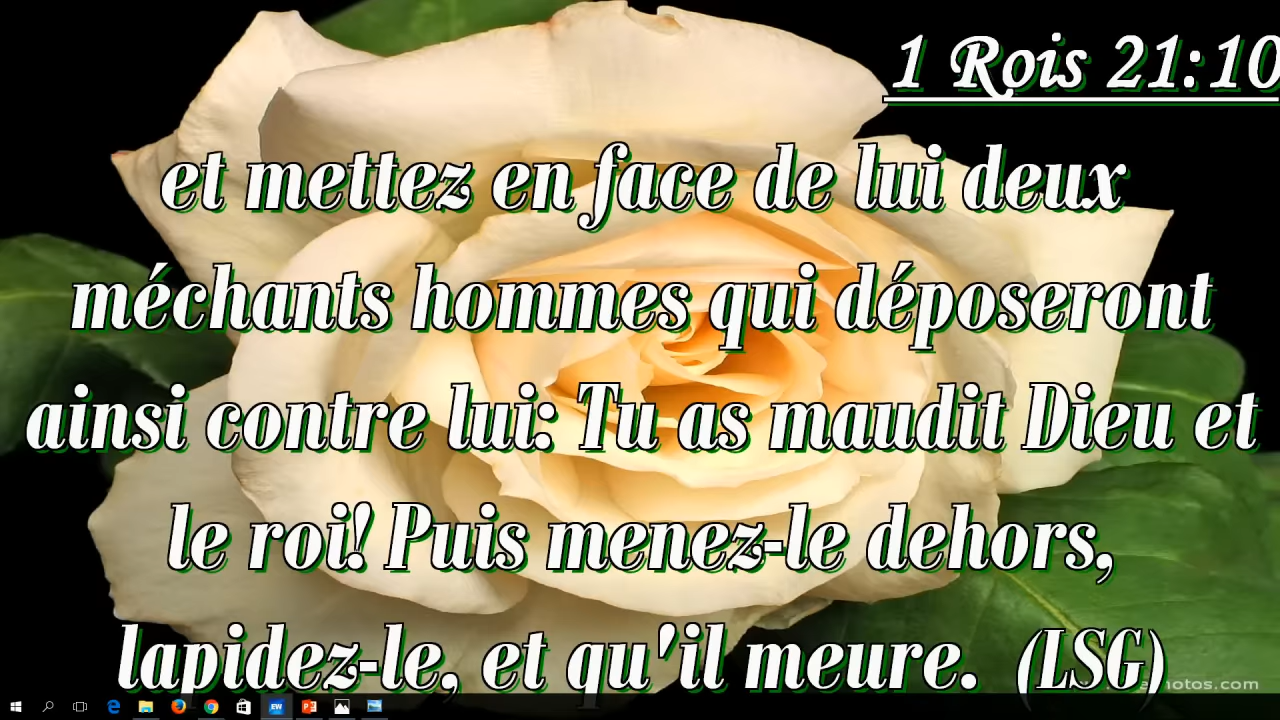 1 Rois 21:10
et mettez en face de lui deux
méchants hommes qui déposeront
ainsi contre lui: Tu as maudit Dieu et
le roi! Puis menez-le dehors,
lapidez-le, et qu'il meure. (LSG)
EW